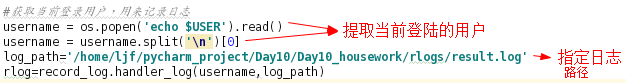 #获取当前登录用户，用来记录日志
username = os.popen('echo $USER').read()
username = username.split('\n')[0]
提取当前登陆的用户
log_path='/home/ljf/pycharm_project/Day10/Day10_housework/rlogs/result.log'
指定日志
路径
rlog=record_log.handler_log(username,log_path)